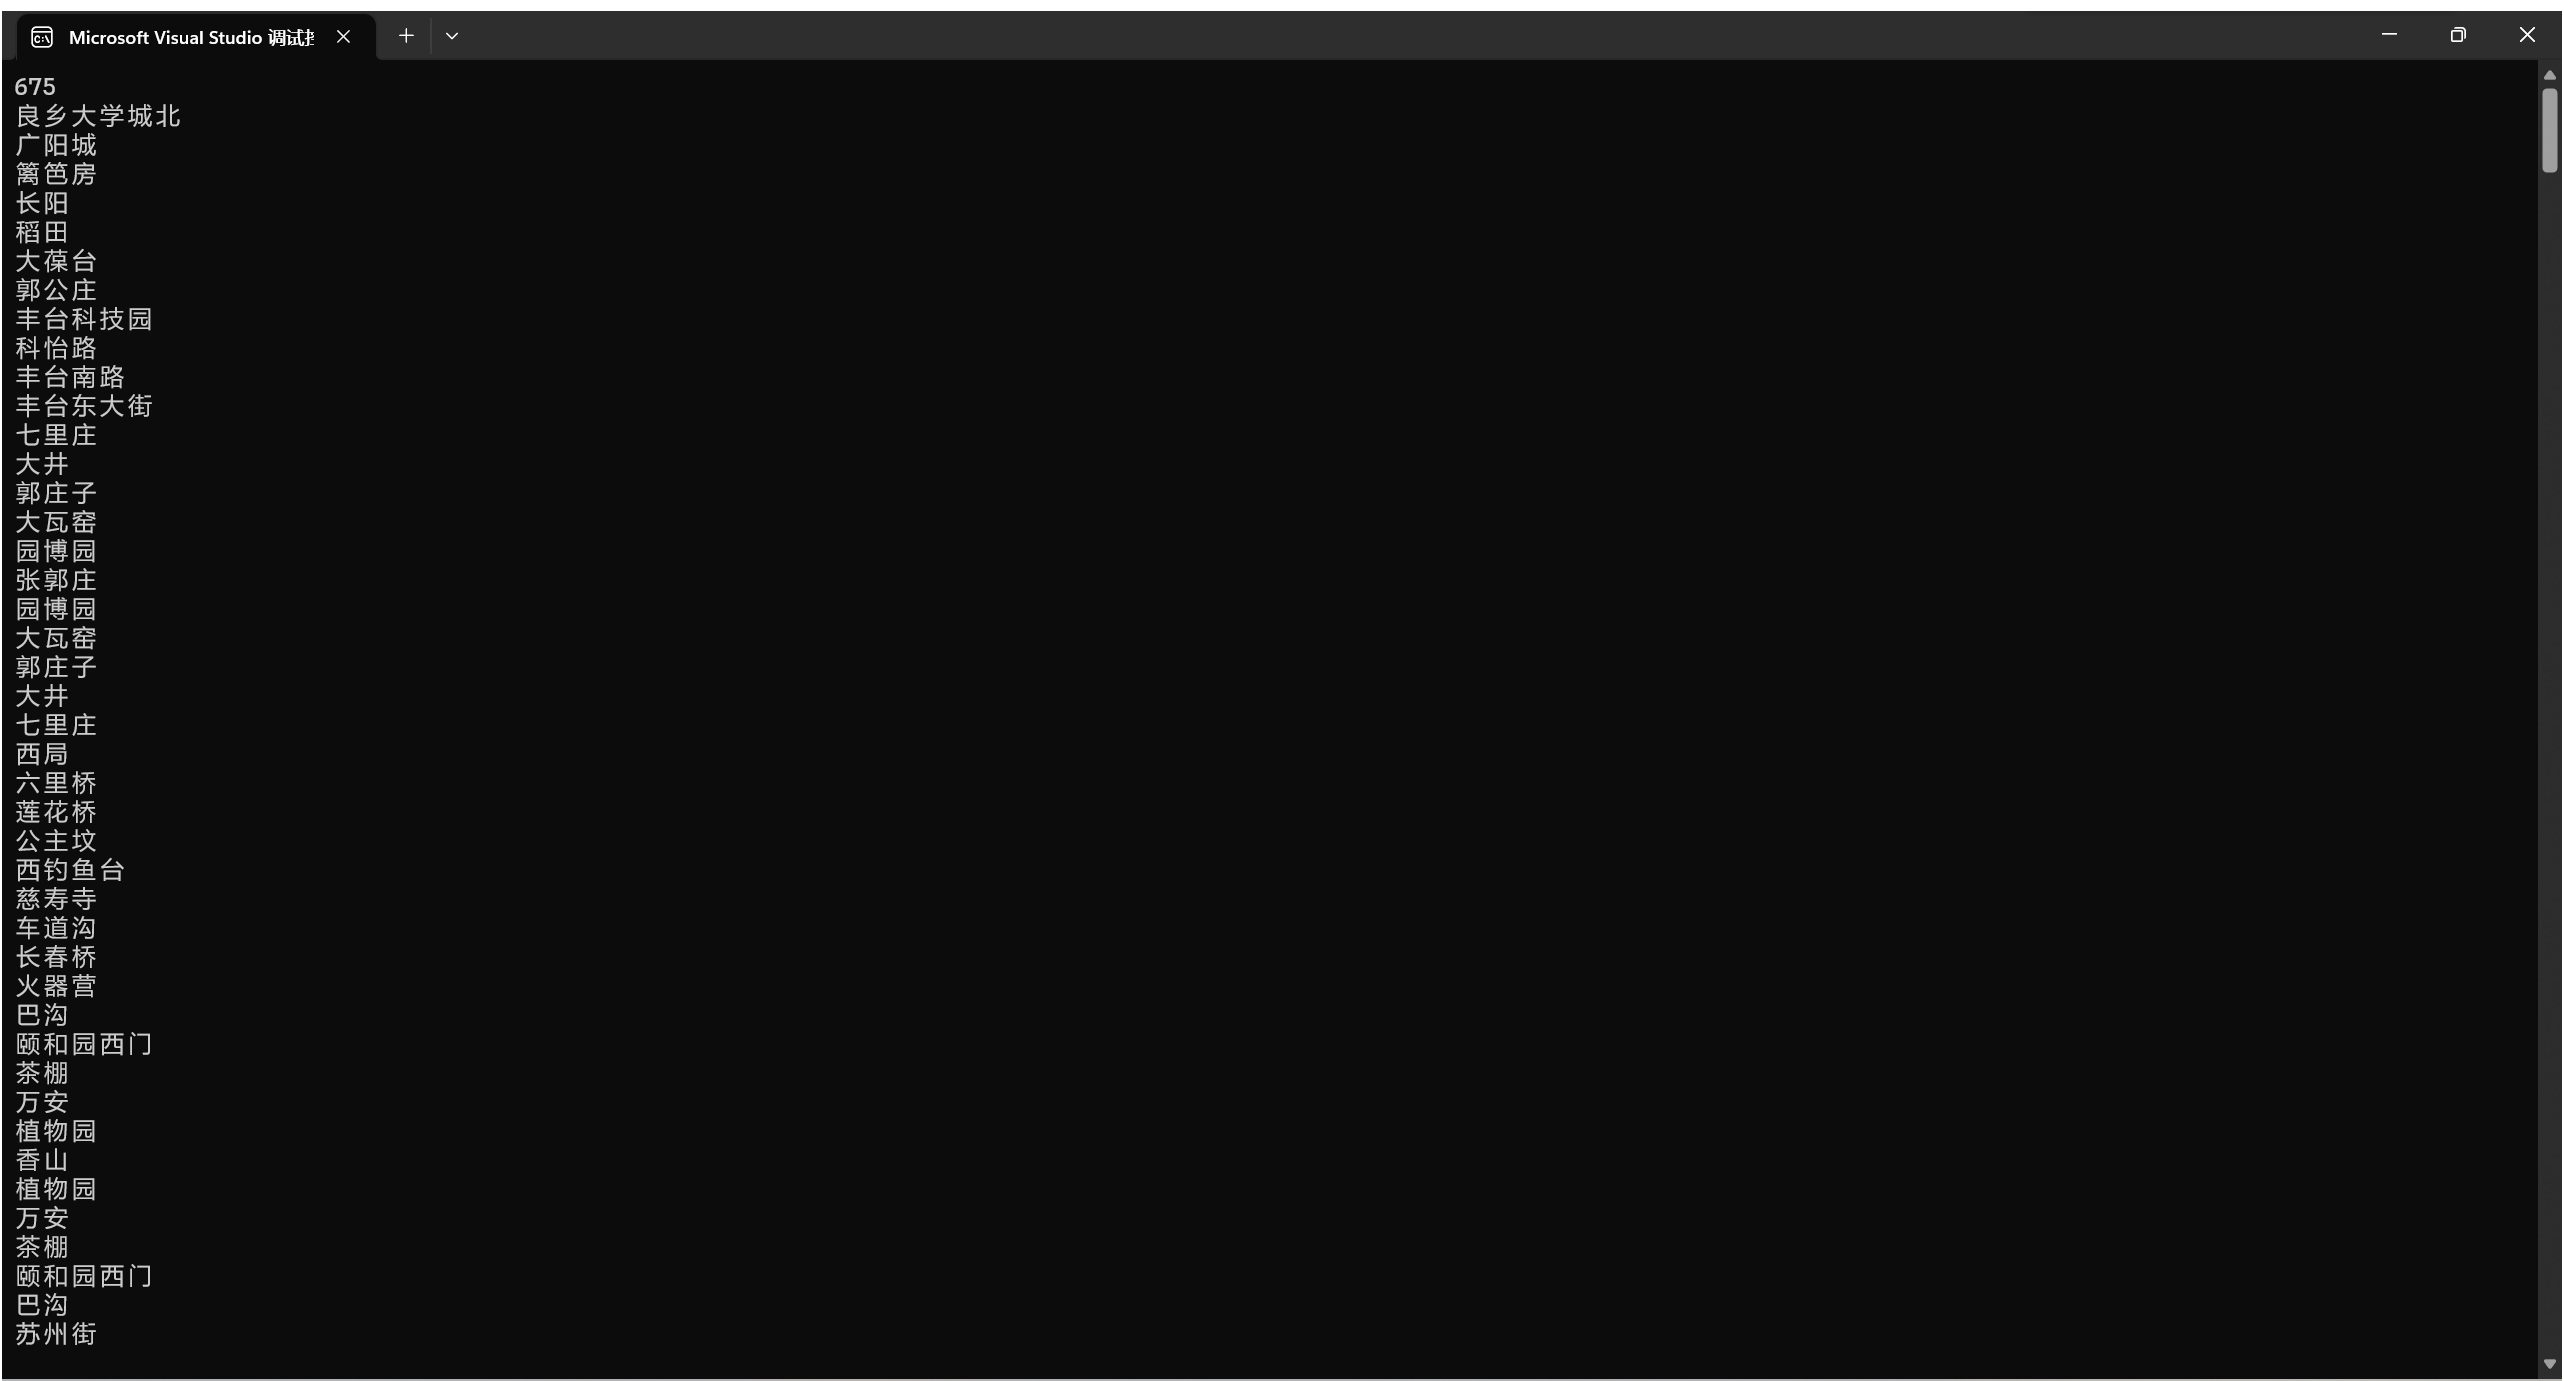 Microsoft Visual Studio 调试
675
良乡大学城北
广阳城
篱笆房
长阳
稻田
大葆台
郭公庄
丰台科技园
科怡路
丰台南路
丰台东大街
七里庄
大井
郭庄子
大瓦窑
园博园
张郭庄
园博园
大瓦窑
郭庄子
大井
七里庄
西局
六里桥
莲花桥
公主坟
西钓鱼台
慈寿寺
车道沟
长春桥
火器营
巴沟
颐和园西门
茶棚
万安
植物园
香山
植物园
万安
茶棚
颐和园西门
巴沟
苏州街